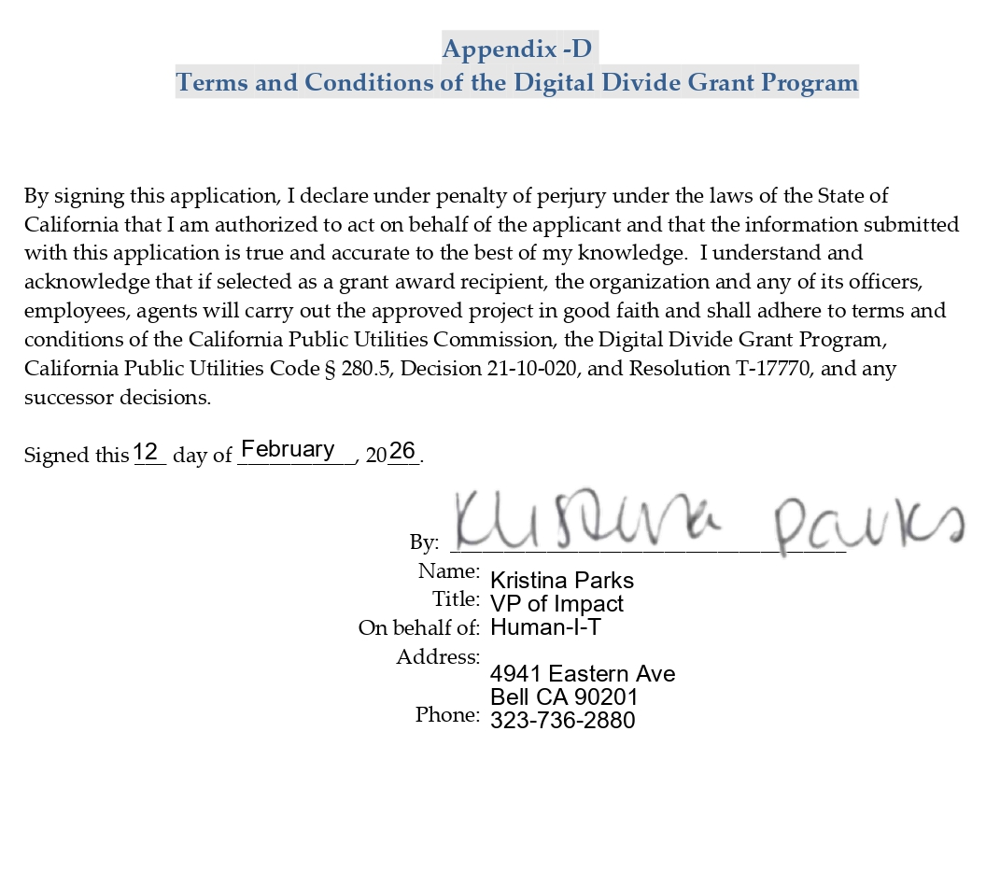 Appendix -D
Terms and Conditions of the Digital Divide Grant Program
By signing this application, I declare under penalty of perjury under the laws of the State of
California that I am authorized to act on behalf of the applicant and that the information submitted
with this application is true and accurate to the best of my knowledge.  I understand and
acknowledge that if selected as a grant award recipient, the organization and any of its officers,
employees, agents will carry out the approved project in good faith and shall adhere to terms and
conditions of the California Public Utilities Commission, the Digital Divide Grant Program,
California Public Utilities Code § 280.5, Decision 21-10-020, and Resolution T-17770, and any
successor decisions.
Signed this 12 day of February, 2026.
By: Kristina Parks
Name: Kristina Parks
Title: VP of Impact
On behalf of: Human-I-T
Address:
4941 Eastern Ave
Bell CA 90201
Phone: 323-736-2880